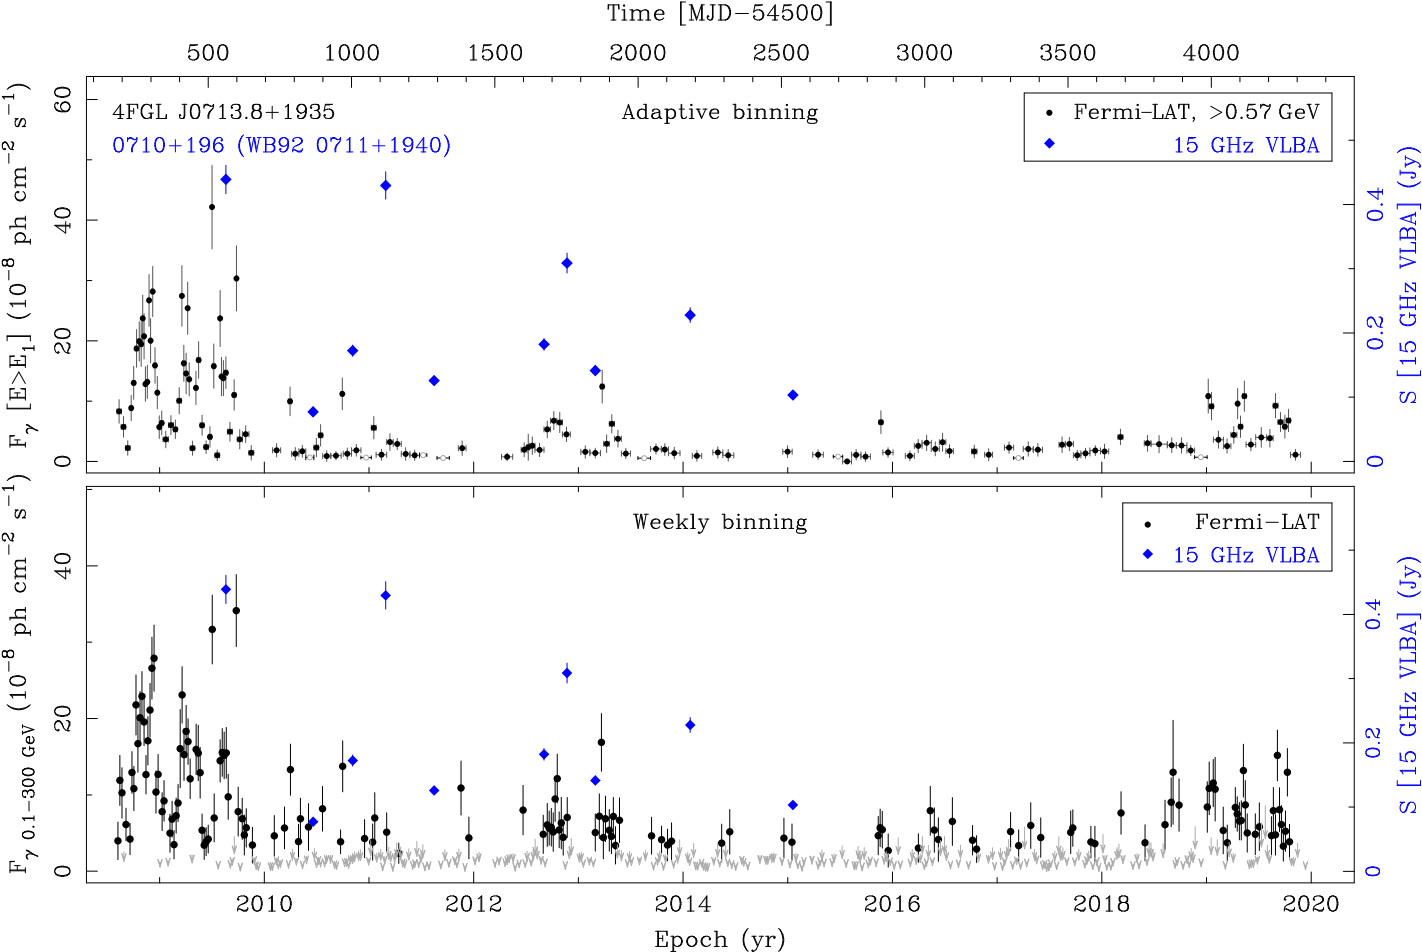 Time [MJD−54500]
500 1000 1500 2000 2500 3000 3500 4000
4FGL J0713.8+1935
0710+196 (WB92 0711+1940)
Adaptive binning
Fermi−LAT, >0.57 GeV
15 GHz VLBA
F_γ [E>E_1] (10^−8 ph cm^−2 s^−1)
60
40
20
0
S [15 GHz VLBA] (Jy)
0.4
0.2
0
Weekly binning
Fermi−LAT
15 GHz VLBA
F_γ 0.1−300 GeV (10^−8 ph cm^−2 s^−1)
40
20
0
S [15 GHz VLBA] (Jy)
0.4
0.2
0
2010 2012 2014 2016 2018 2020
Epoch (yr)